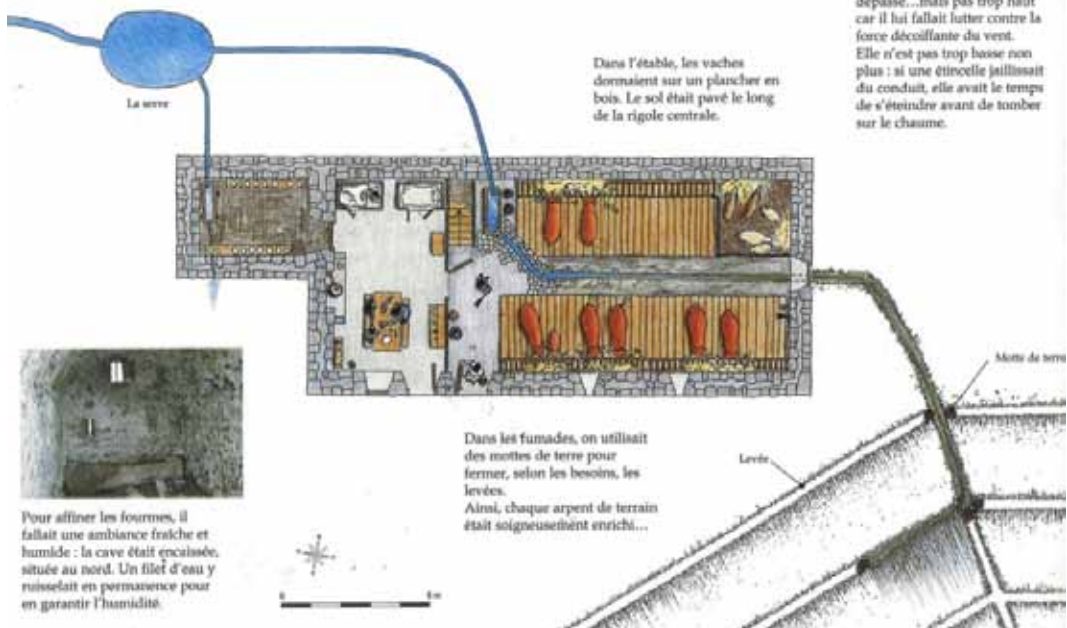 dépassé...mais pas trop haut
car il lui fallait lutter contre la
force décoiffante du vent.
Elle n'est pas trop basse non
plus : si une étincelle jaillissait
du conduit, elle avait le temps
de s'éteindre avant de tomber
sur le chaume.
La serve
Dans l'étable, les vaches
dormaient sur un plancher en
bois. Le sol était pavé le long
de la rigole centrale.
Motte de terre
Levée
Dans les fumades, on utilisait
des mottes de terre pour
fermer, selon les besoins, les
levées.
Ainsi, chaque arpent de terrain
était soigneusement enrichi...
Pour affiner les fourmes, il
fallait une ambiance fraîche et
humide : la cave était encaissée,
située au nord. Un filet d'eau y
ruisselait en permanence pour
en garantir l'humidité.